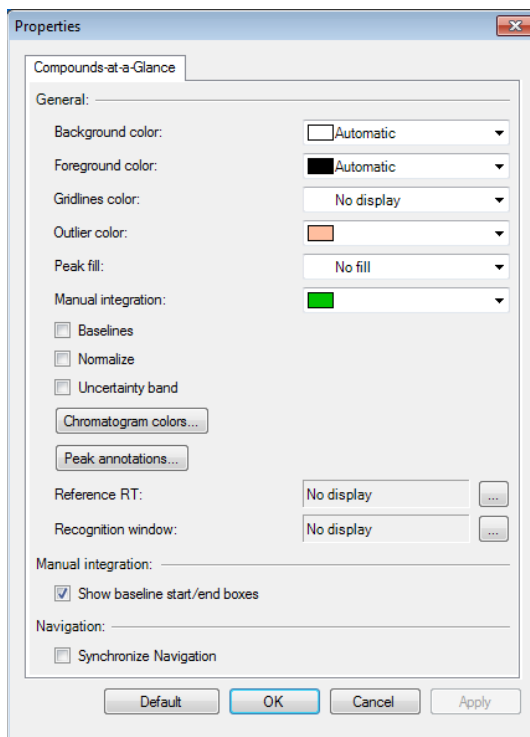 Properties
Compounds-at-a-Glance
General:
Background color: Automatic
Foreground color: Automatic
Gridlines color: No display
Outlier color:
Peak fill: No fill
Manual integration:
Baselines
Normalize
Uncertainty band
Chromatogram colors...
Peak annotations...
Reference RT: No display ...
Recognition window: No display ...
Manual integration:
Show baseline start/end boxes
Navigation:
Synchronize Navigation
Default OK Cancel Apply